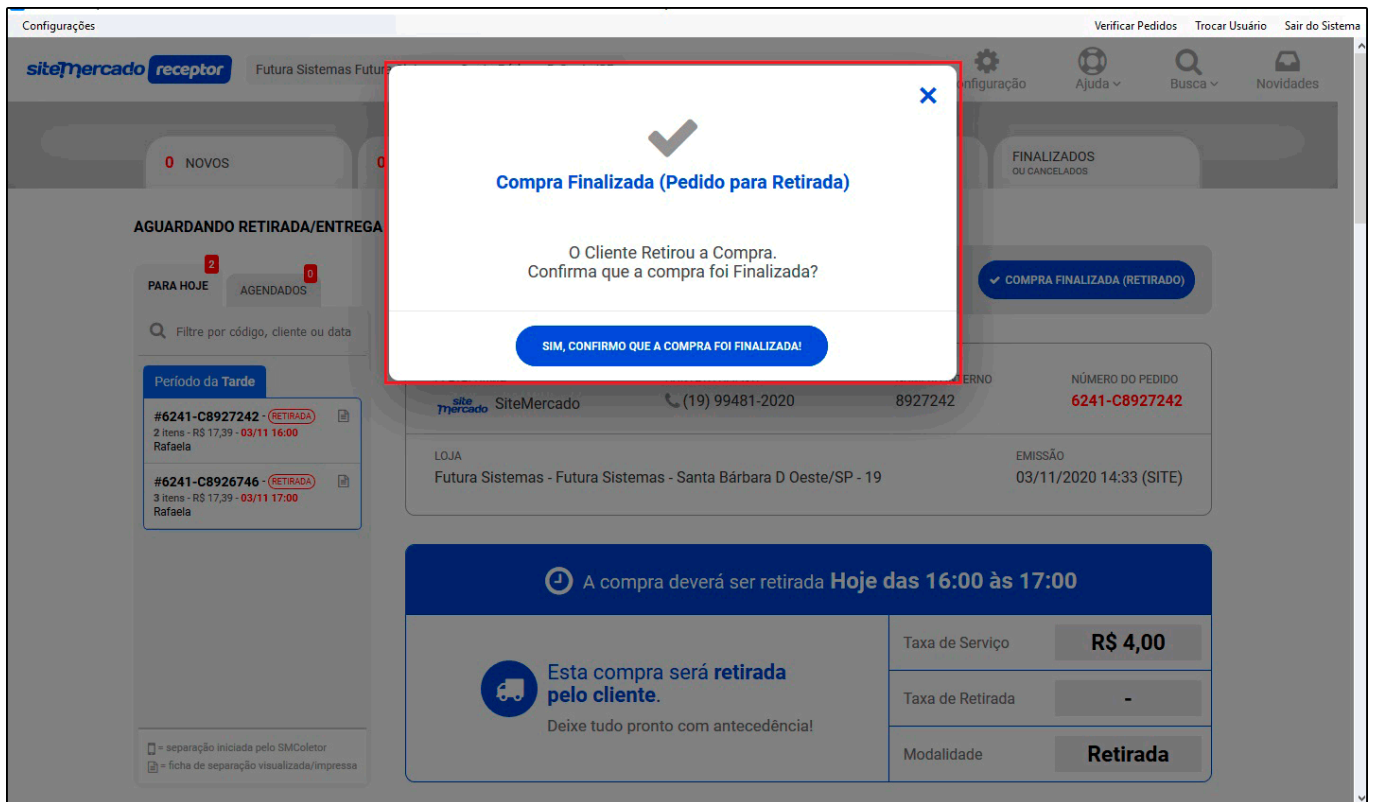 Configurações
Verificar Pedidos Trocar Usuário Sair do Sistema
sitemercado receptor
Futura Sistemas
Ajuda
Busca
Novidades
0 NOVOS
0
FINALIZADOS
OU CANCELADOS
Compra Finalizada (Pedido para Retirada)
O Cliente Retirou a Compra.
Confirma que a compra foi Finalizada?
SIM, CONFIRMO QUE A COMPRA FOI FINALIZADA!
AGUARDANDO RETIRADA/ENTREGA
2
PARA HOJE
0
AGENDADOS
Filtre por código, cliente ou data
COMPRA FINALIZADA (RETIRADO)
Período da Tarde
#6241-C8927242 - RETIRADA
2 itens - R$ 17,39 - 03/11 16:00
Rafaela
#6241-C8926746 - RETIRADA
3 itens - R$ 17,39 - 03/11 17:00
Rafaela
site mercado SiteMercado
(19) 99481-2020
8927242
NÚMERO DO PEDIDO
6241-C8927242
LOJA
Futura Sistemas - Futura Sistemas - Santa Bárbara D Oeste/SP - 19
EMISSÃO
03/11/2020 14:33 (SITE)
A compra deverá ser retirada Hoje das 16:00 às 17:00
Esta compra será retirada
pelo cliente.
Deixe tudo pronto com antecedência!
Taxa de Serviço R$ 4,00
Taxa de Retirada -
Modalidade Retirada
= separação iniciada pelo SMColetor
= ficha de separação visualizada/impressa